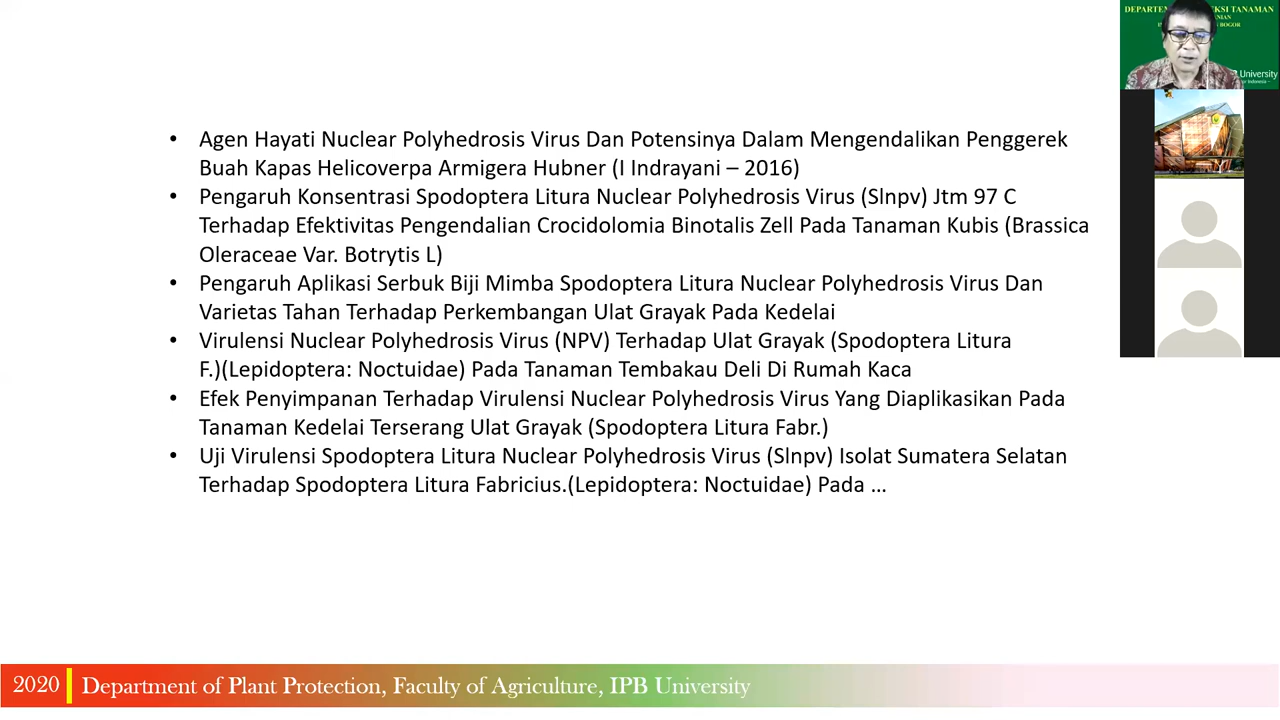 • Agen Hayati Nuclear Polyhedrosis Virus Dan Potensinya Dalam Mengendalikan Penggerek
Buah Kapas Helicoverpa Armigera Hubner (I Indrayani – 2016)
• Pengaruh Konsentrasi Spodoptera Litura Nuclear Polyhedrosis Virus (Slnpv) Jtm 97 C
Terhadap Efektivitas Pengendalian Crocidolomia Binotalis Zell Pada Tanaman Kubis (Brassica
Oleraceae Var. Botrytis L)
• Pengaruh Aplikasi Serbuk Biji Mimba Spodoptera Litura Nuclear Polyhedrosis Virus Dan
Varietas Tahan Terhadap Perkembangan Ulat Grayak Pada Kedelai
• Virulensi Nuclear Polyhedrosis Virus (NPV) Terhadap Ulat Grayak (Spodoptera Litura
F.)(Lepidoptera: Noctuidae) Pada Tanaman Tembakau Deli Di Rumah Kaca
• Efek Penyimpanan Terhadap Virulensi Nuclear Polyhedrosis Virus Yang Diaplikasikan Pada
Tanaman Kedelai Terserang Ulat Grayak (Spodoptera Litura Fabr.)
• Uji Virulensi Spodoptera Litura Nuclear Polyhedrosis Virus (Slnpv) Isolat Sumatera Selatan
Terhadap Spodoptera Litura Fabricius.(Lepidoptera: Noctuidae) Pada …
2020 Department of Plant Protection, Faculty of Agriculture, IPB University
TANAMAN
BOGOR
University